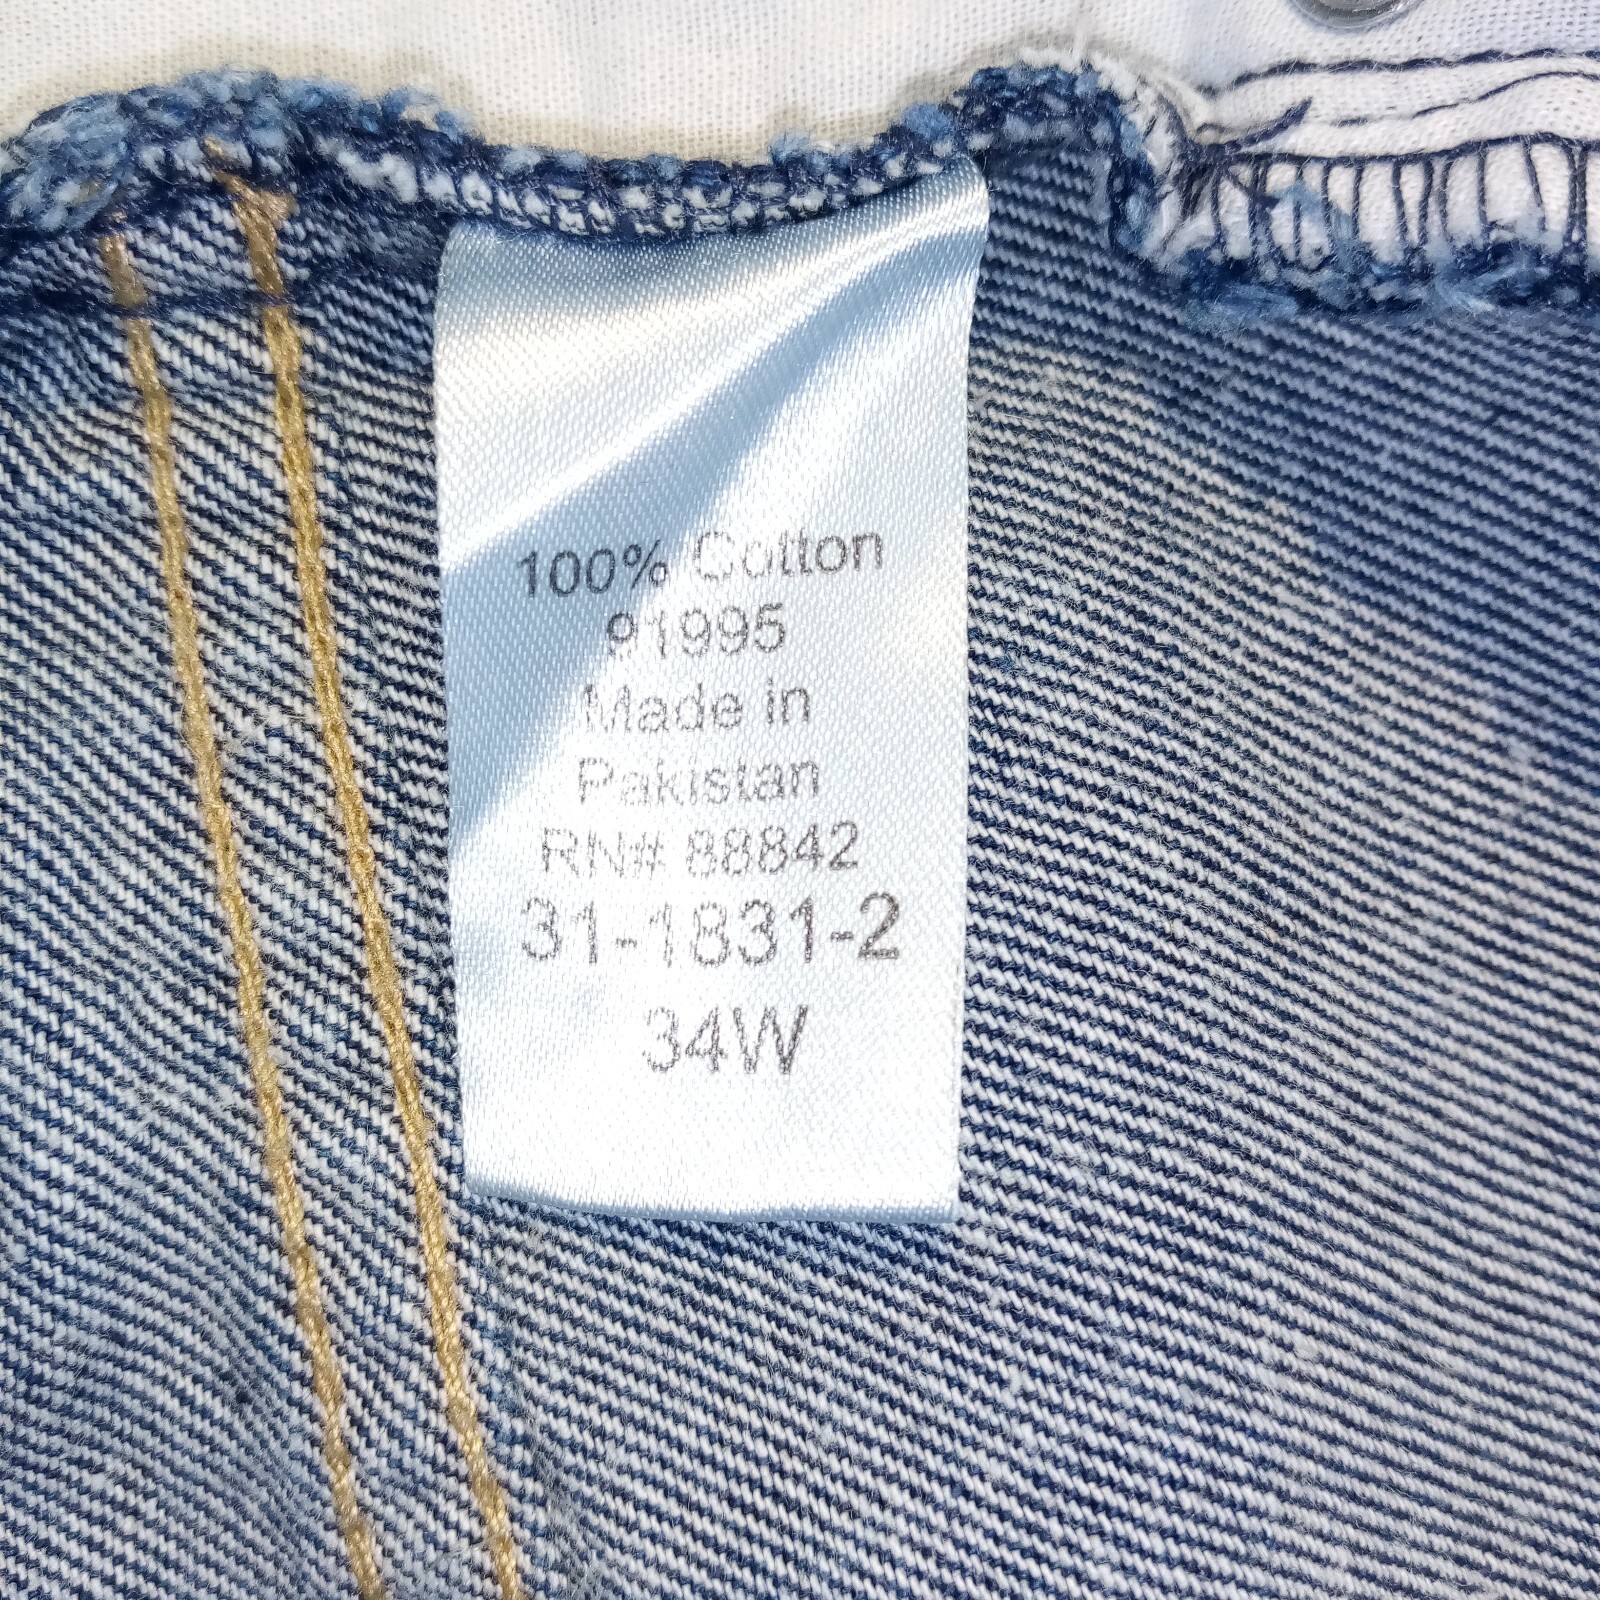 100% Cotton
91995
Made in
Pakistan
RN# 88842
31-1831-2
34W